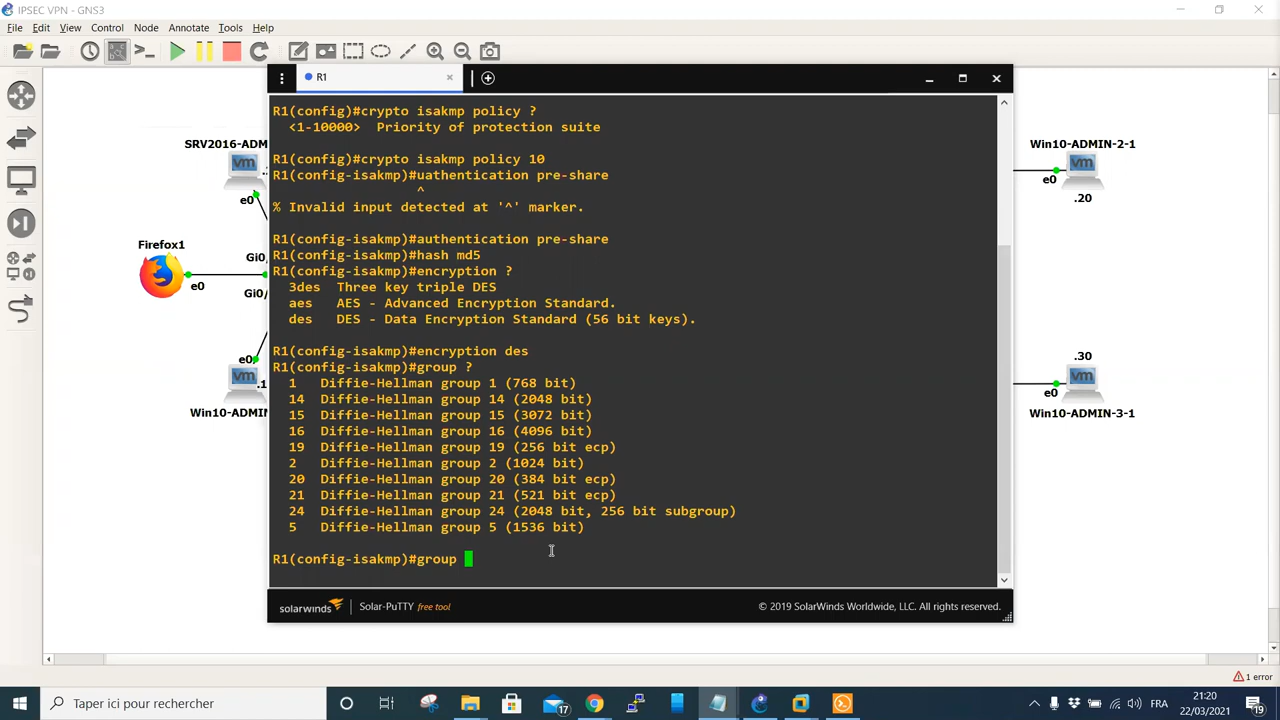 IPSEC VPN - GNS3
File Edit View Control Node Annotate Tools Help
R1
R1(config)#crypto isakmp policy ?
<1-10000> Priority of protection suite
R1(config)#crypto isakmp policy 10
R1(config-isakmp)#uathentication pre-share
^
% Invalid input detected at '^' marker.
R1(config-isakmp)#authentication pre-share
R1(config-isakmp)#hash md5
R1(config-isakmp)#encryption ?
3des Three key triple DES
aes AES - Advanced Encryption Standard.
des DES - Data Encryption Standard (56 bit keys).
R1(config-isakmp)#encryption des
R1(config-isakmp)#group ?
1 Diffie-Hellman group 1 (768 bit)
14 Diffie-Hellman group 14 (2048 bit)
15 Diffie-Hellman group 15 (3072 bit)
16 Diffie-Hellman group 16 (4096 bit)
19 Diffie-Hellman group 19 (256 bit ecp)
2 Diffie-Hellman group 2 (1024 bit)
20 Diffie-Hellman group 20 (384 bit ecp)
21 Diffie-Hellman group 21 (521 bit ecp)
24 Diffie-Hellman group 24 (2048 bit, 256 bit subgroup)
5 Diffie-Hellman group 5 (1536 bit)
R1(config-isakmp)#group
solarwinds Solar-PuTTY free tool © 2019 SolarWinds Worldwide, LLC. All rights reserved.
SRV2016-ADM
vm
e0
Firefox1
e0
Gi0/
Gi0/
e0
vm
.1
Win10-ADMIN
Win10-ADMIN-2-1
vm
e0
.20
.30
vm
e0
Win10-ADMIN-3-1
1 error
Taper ici pour rechercher
17
FRA
21:20
22/03/2021
19